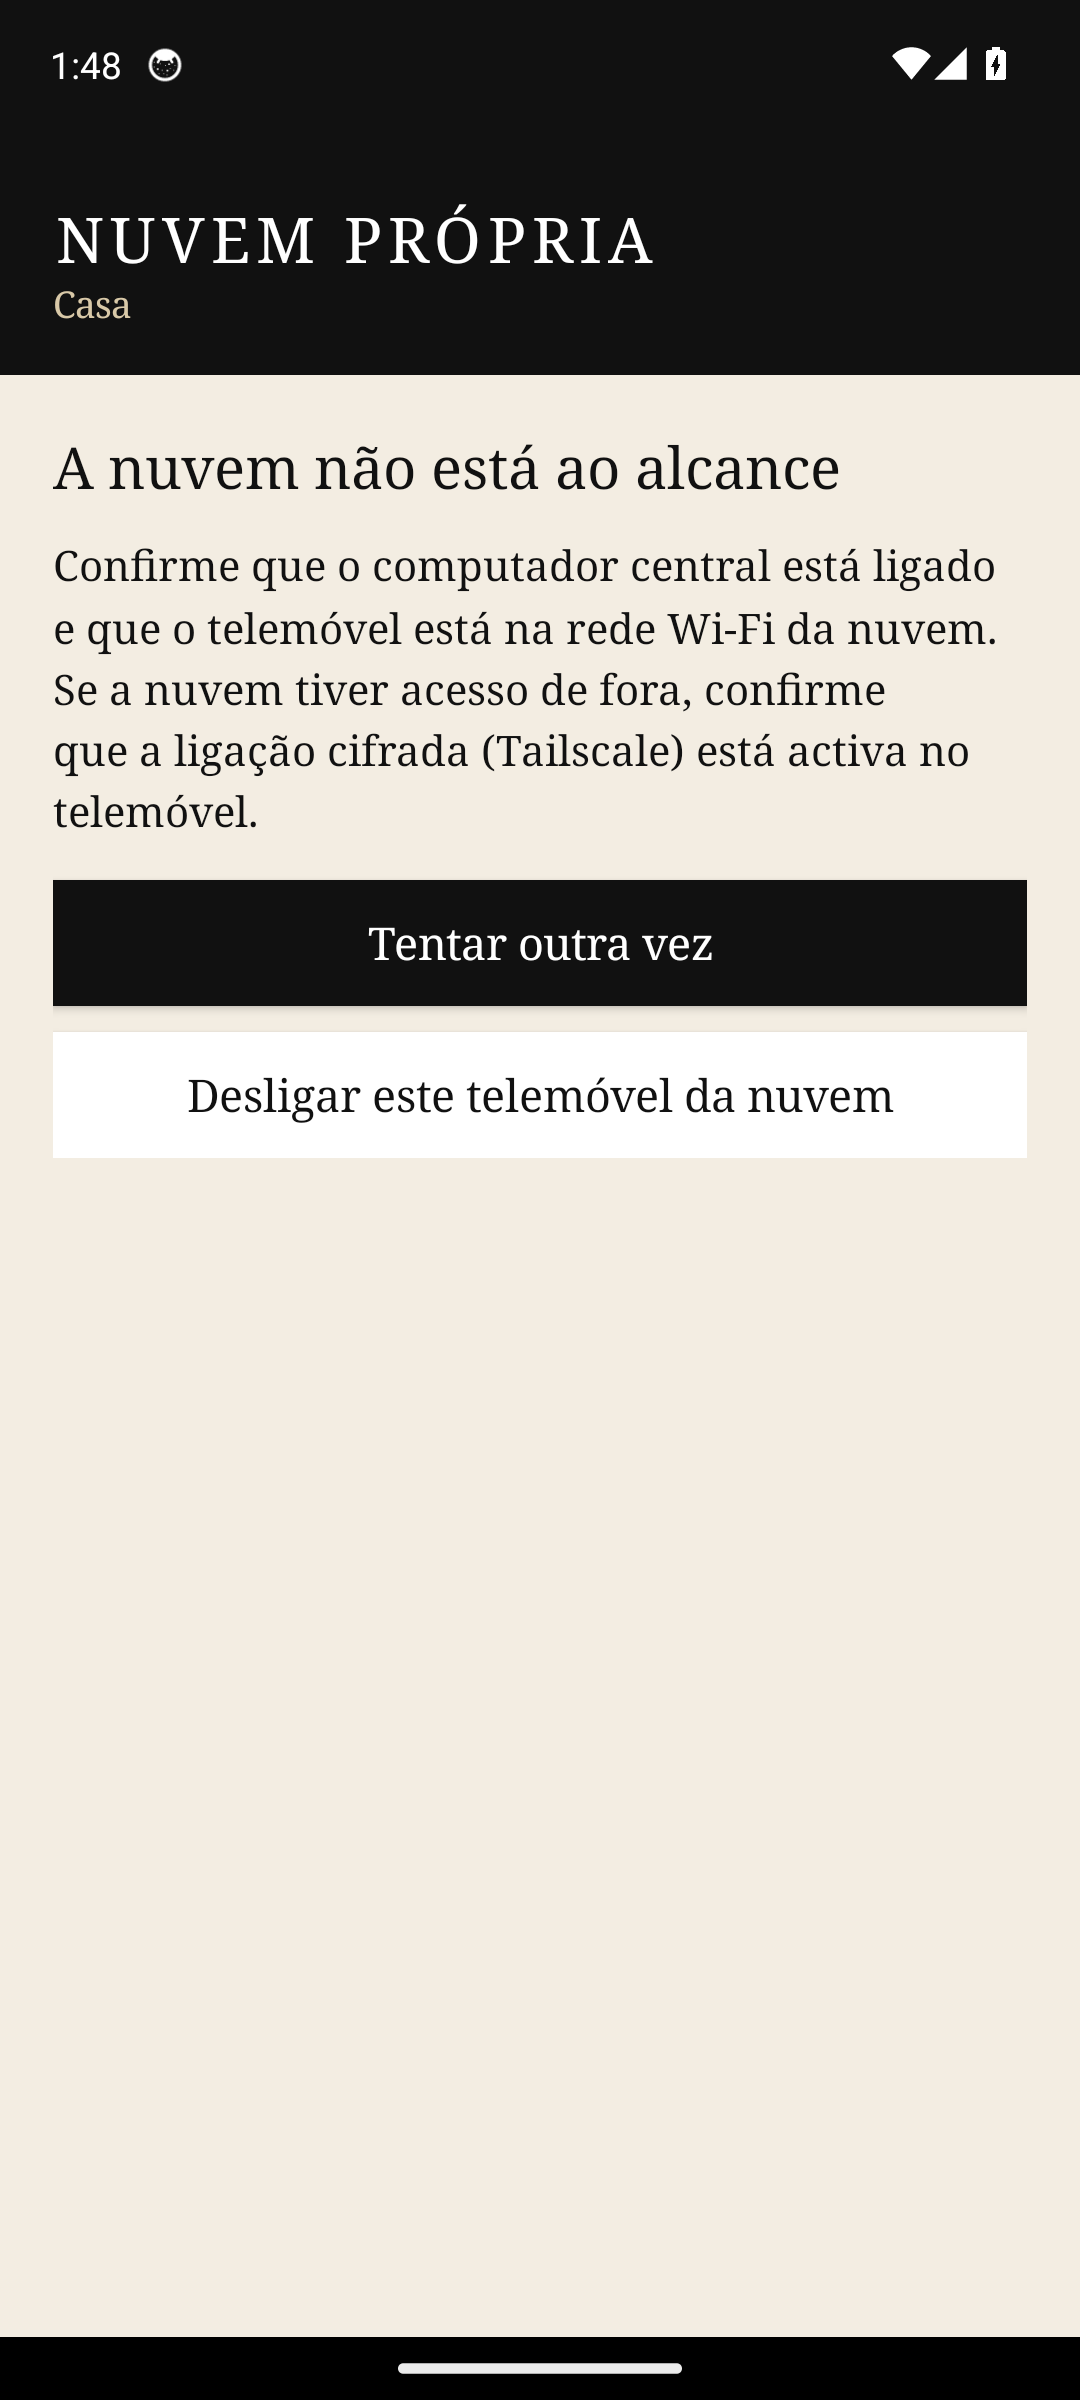 1:48
NUVEM PRÓPRIA
Casa
A nuvem não está ao alcance
Confirme que o computador central está ligado
e que o telemóvel está na rede Wi-Fi da nuvem.
Se a nuvem tiver acesso de fora, confirme
que a ligação cifrada (Tailscale) está activa no
telemóvel.
Tentar outra vez
Desligar este telemóvel da nuvem